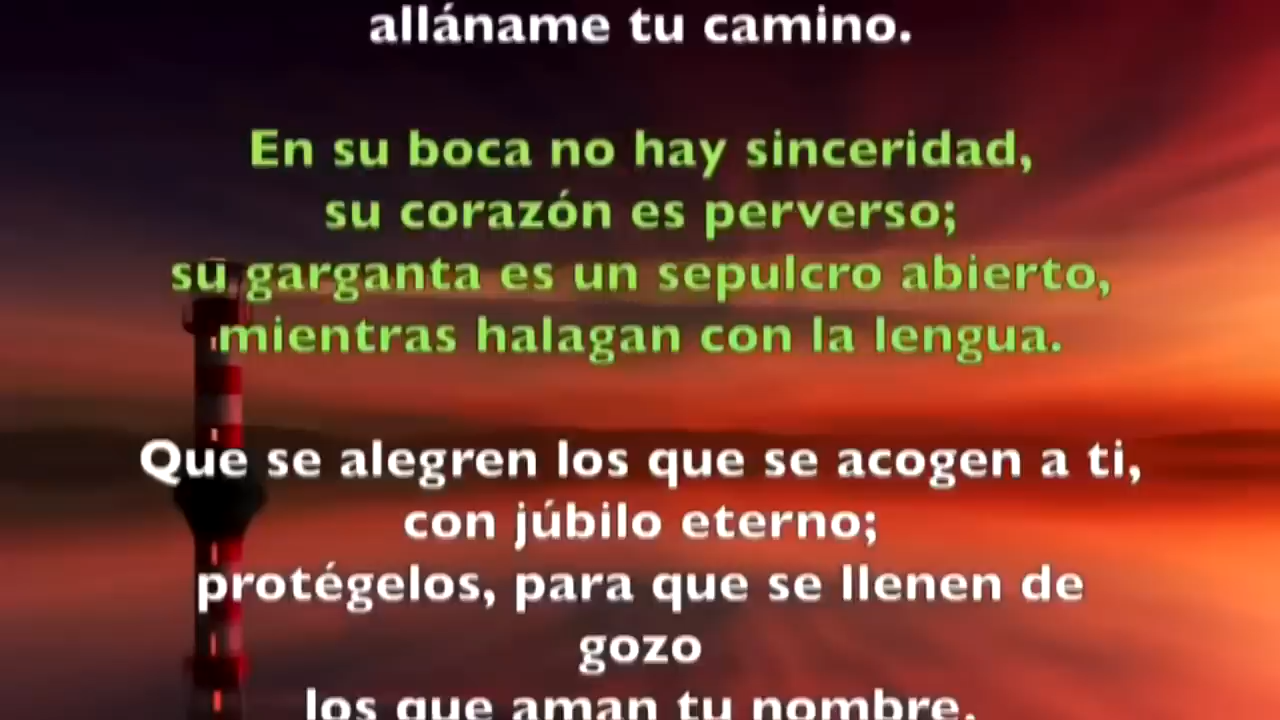 alláname tu camino.
En su boca no hay sinceridad,
su corazón es perverso;
su garganta es un sepulcro abierto,
mientras halagan con la lengua.
Que se alegren los que se acogen a ti,
con júbilo eterno;
protégelos, para que se llenen de
gozo
los que aman tu nombre.